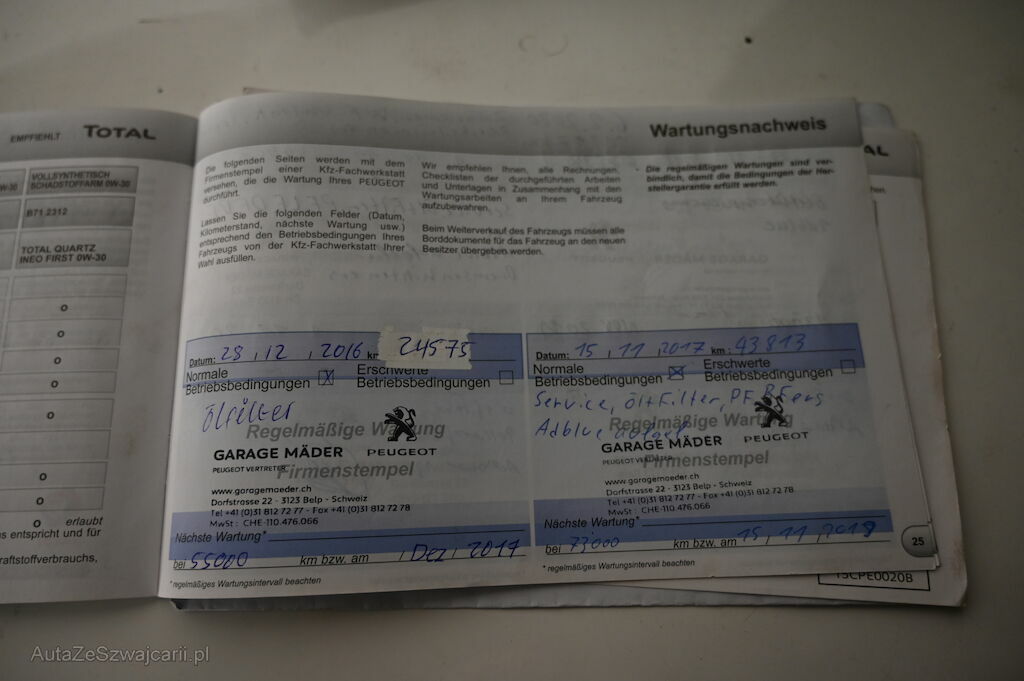 EMPFIEHLT TOTAL
W-30
VOLLSYNTHETISCH
SCHADSTOFFARM 0W-30
B71 2312
TOTAL QUARTZ
INEO FIRST 0W-30
o
o
o
o
o
o
o
o
erlaubt
s entspricht und für
raftstoffverbrauchs,
Wartungsnachweis
Die folgenden Seiten werden mit dem
Firmenstempel einer Kfz-Fachwerkstatt
versehen, die die Wartung Ihres PEUGEOT
durchführt.
Lassen Sie die folgenden Felder (Datum,
Kilometerstand, nächste Wartung usw.)
entsprechend den Betriebsbedingungen Ihres
Fahrzeugs von der Kfz-Fachwerkstatt Ihrer
Wahl ausfüllen.
Wir empfehlen Ihnen, alle Rechnungen,
Checklisten der durchgeführten Arbeiten
und Unterlagen in Zusammenhang mit den
Wartungsarbeiten an Ihrem Fahrzeug
aufzubewahren.
Beim Weiterverkauf des Fahrzeugs müssen alle
Borddokumente für das Fahrzeug an den neuen
Besitzer übergeben werden.
Die regelmäßigen Wartungen sind ver-
bindlich, damit die Bedingungen der Her-
stellergarantie erfüllt werden.
Datum: 28 , 12 , 2016 km 24575
Normale
Betriebsbedingungen
Erschwerte
Betriebsbedingungen
Ölfilter
Regelmäßige Wartung
GARAGE MÄDER PEUGEOT
PEUGEOT VERTRETER
Firmenstempel
www.garagemaeder.ch
Dorfstrasse 22 - 3123 Belp - Schweiz
Tel +41 (0)31 812 72 77 - Fax +41 (0)31 812 72 78
MwSt : CHE-110.476.066
Nächste Wartung*
bei 55000 km bzw. am / Dez / 2017
* regelmäßiges Wartungsintervall beachten
Datum: 15 , 11 , 2017 km : 43813
Normale
Betriebsbedingungen
Erschwerte
Betriebsbedingungen
Service, ölfilter,
Adblue
Regelmäßige Wartung
GARAGE MÄDER PEUGEOT
PEUGEOT VERTRETER
Firmenstempel
www.garagemaeder.ch
Dorfstrasse 22 - 3123 Belp - Schweiz
Tel +41 (0)31 812 72 77 - Fax +41 (0)31 812 72 78
MwSt : CHE-110.476.066
Nächste Wartung*
bei 73000 km bzw. am 15 , 11 , 2018
* regelmäßiges Wartungsintervall beachten
25
AL
AutaZeSzwajcarii.pl